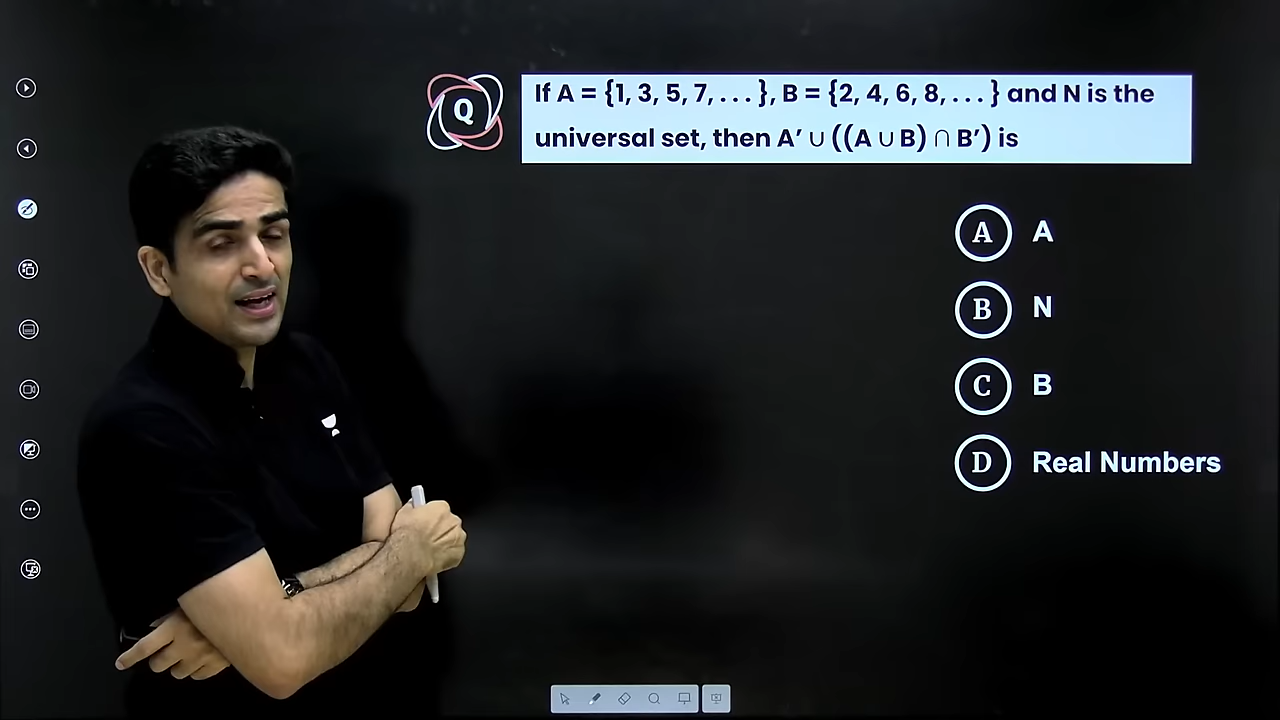 Q
If A = {1, 3, 5, 7, . . . }, B = {2, 4, 6, 8, . . . } and N is the
universal set, then A′ ∪ ((A ∪ B) ∩ B′) is
A A
B N
C B
D Real Numbers